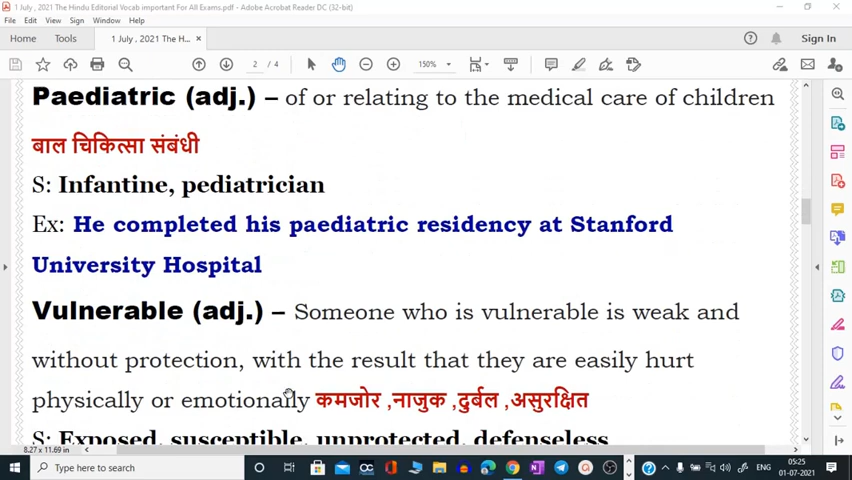 1 July , 2021 The Hindu Editorial Vocab important For All Exams.pdf - Adobe Acrobat Reader DC (32-bit)
File Edit View Sign Window Help
Home Tools 1 July , 2021 The H... × Sign In
2 / 4 150%
Paediatric (adj.) – of or relating to the medical care of children
बाल चिकित्सा संबंधी
S: Infantine, pediatrician
Ex: He completed his paediatric residency at Stanford
University Hospital
Vulnerable (adj.) – Someone who is vulnerable is weak and
without protection, with the result that they are easily hurt
physically or emotionally कमजोर ,नाजुक ,दुर्बल ,असुरक्षित
S: Exposed, susceptible, unprotected, defenseless
8.27 x 11.69 in
Type here to search
ENG
05:25
01-07-2021